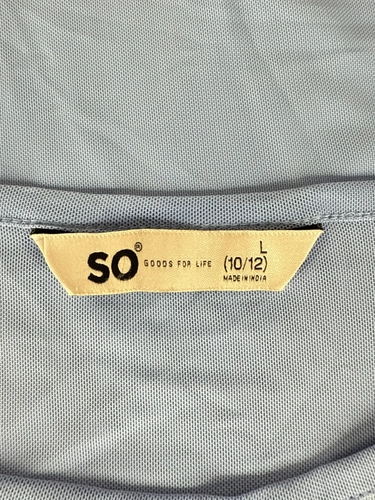 SO®
GOODS FOR LIFE
L
(10/12)
MADE IN INDIA